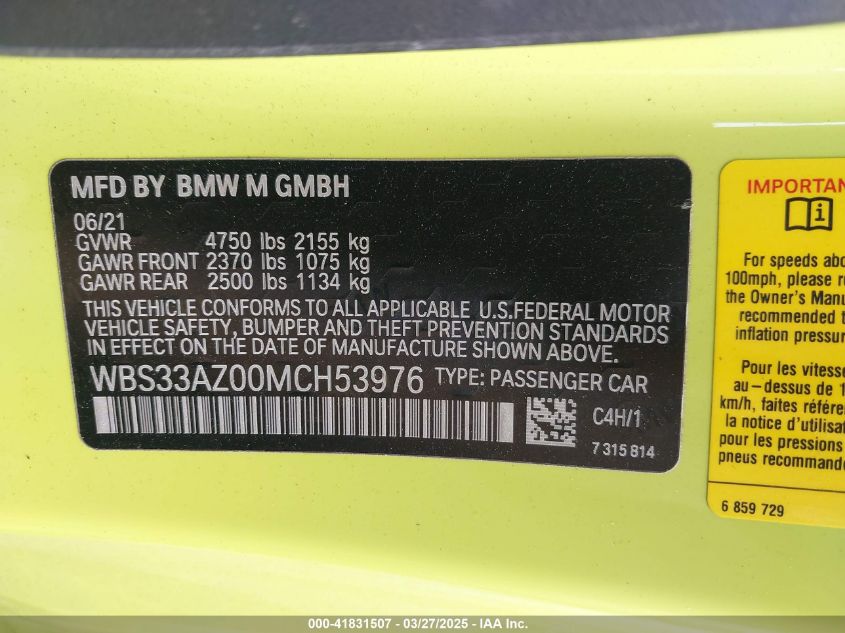 MFD BY BMW M GMBH
06/21
GVWR 4750 lbs 2155 kg
GAWR FRONT 2370 lbs 1075 kg
GAWR REAR 2500 lbs 1134 kg
THIS VEHICLE CONFORMS TO ALL APPLICABLE U.S.FEDERAL MOTOR
VEHICLE SAFETY, BUMPER AND THEFT PREVENTION STANDARDS
IN EFFECT ON THE DATE OF MANUFACTURE SHOWN ABOVE.
WBS33AZ00MCH53976 TYPE: PASSENGER CAR
C4H/1
7 315 814
IMPORTAN
i
For speeds abo
100mph, please r
the Owner's Manu
recommended t
inflation pressur
Pour les vitesse
au-dessus de 1
km/h, faites référe
la notice d'utilisat
pour les pressions
pneus recommand
6 859 729
000-41831507 - 03/27/2025 - IAA Inc.